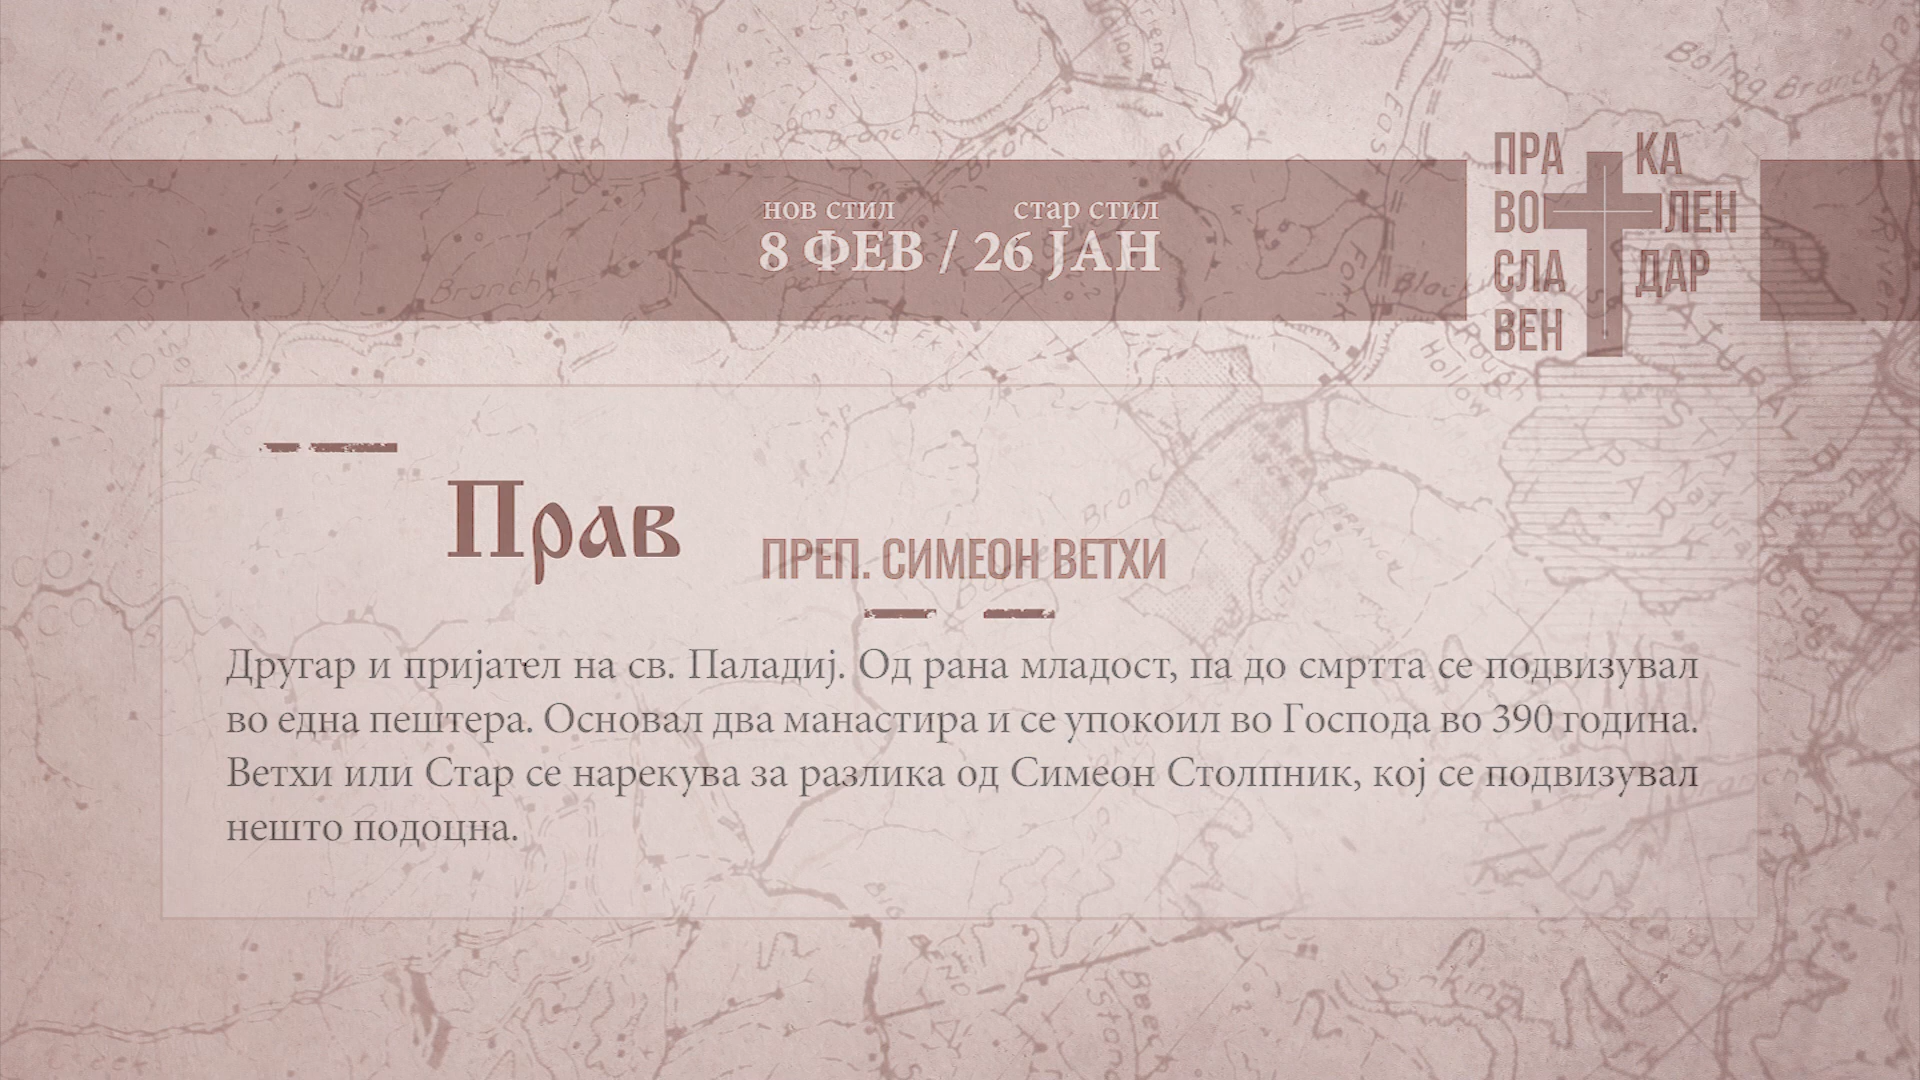 нов стил стар стил
8 ФЕВ / 26 ЈАН
ПРА КА
ВО ЛЕН
СЛА ДАР
ВЕН
Прав
ПРЕП. СИМЕОН ВЕТХИ
Другар и пријател на св. Паладиј. Од рана младост, па до смртта се подвизувал
во една пештера. Основал два манастира и се упокоил во Господа во 390 година.
Ветхи или Стар се нарекува за разлика од Симеон Столпник, кој се подвизувал
нешто подоцна.